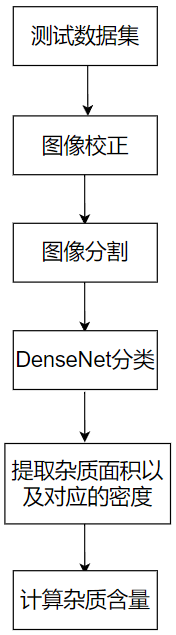 测试数据集
图像校正
图像分割
DenseNet分类
提取杂质面积以
及对应的密度
计算杂质含量